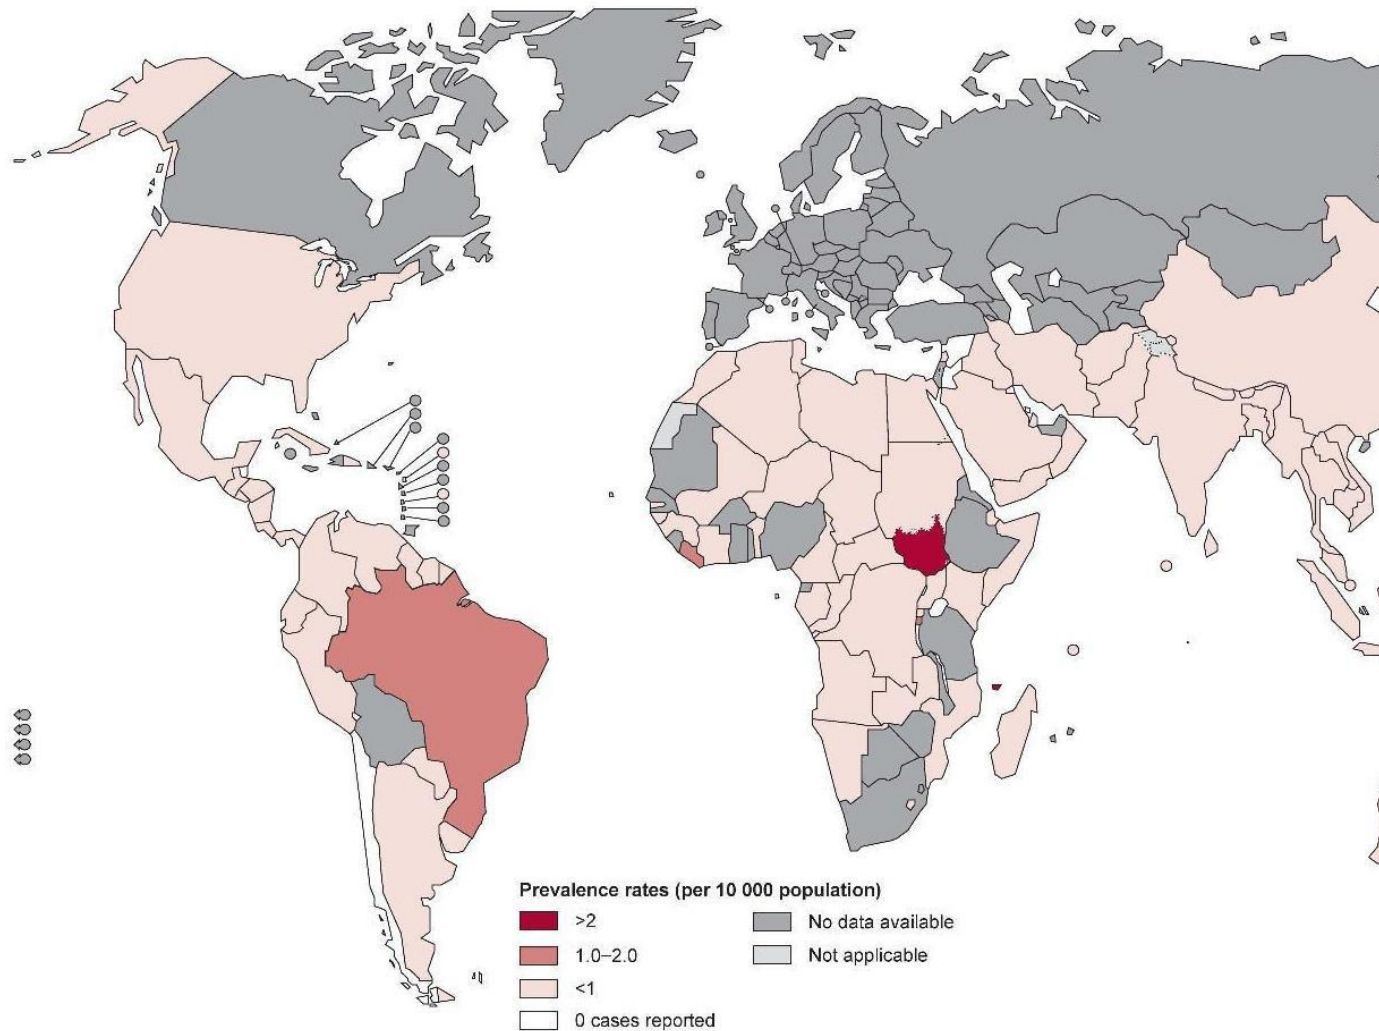 Prevalence rates (per 10 000 population)
>2
1.0–2.0
<1
0 cases reported
No data available
Not applicable